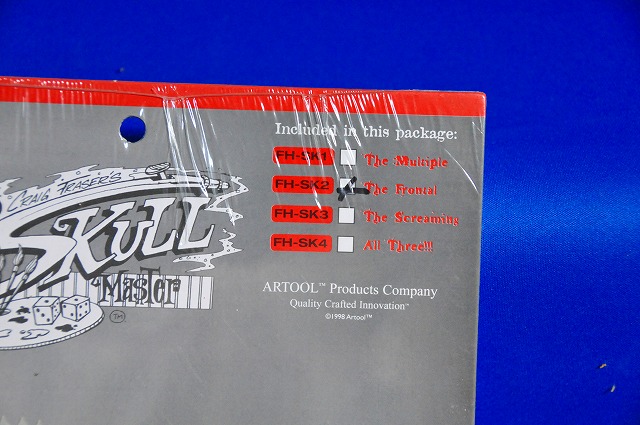 Included in this package:
FH-SK1 The Multiple
FH-SK2 The Frontal
FH-SK3 The Screaming
FH-SK4 All Three!!!
CRAIG FRASER'S
SKULL
Master
TM
ARTOOL™ Products Company
Quality Crafted Innovation™
©1998 Artool™